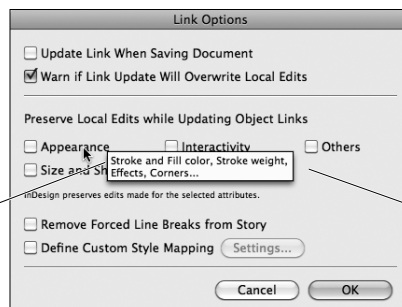 Link Options
Update Link When Saving Document
Warn if Link Update Will Overwrite Local Edits
Preserve Local Edits while Updating Object Links
Appearance Interactivity Others
Stroke and Fill color, Stroke weight,
Effects, Corners...
Size and Sh
InDesign preserves edits made for the selected attributes.
Remove Forced Line Breaks from Story
Define Custom Style Mapping Settings...
Cancel OK